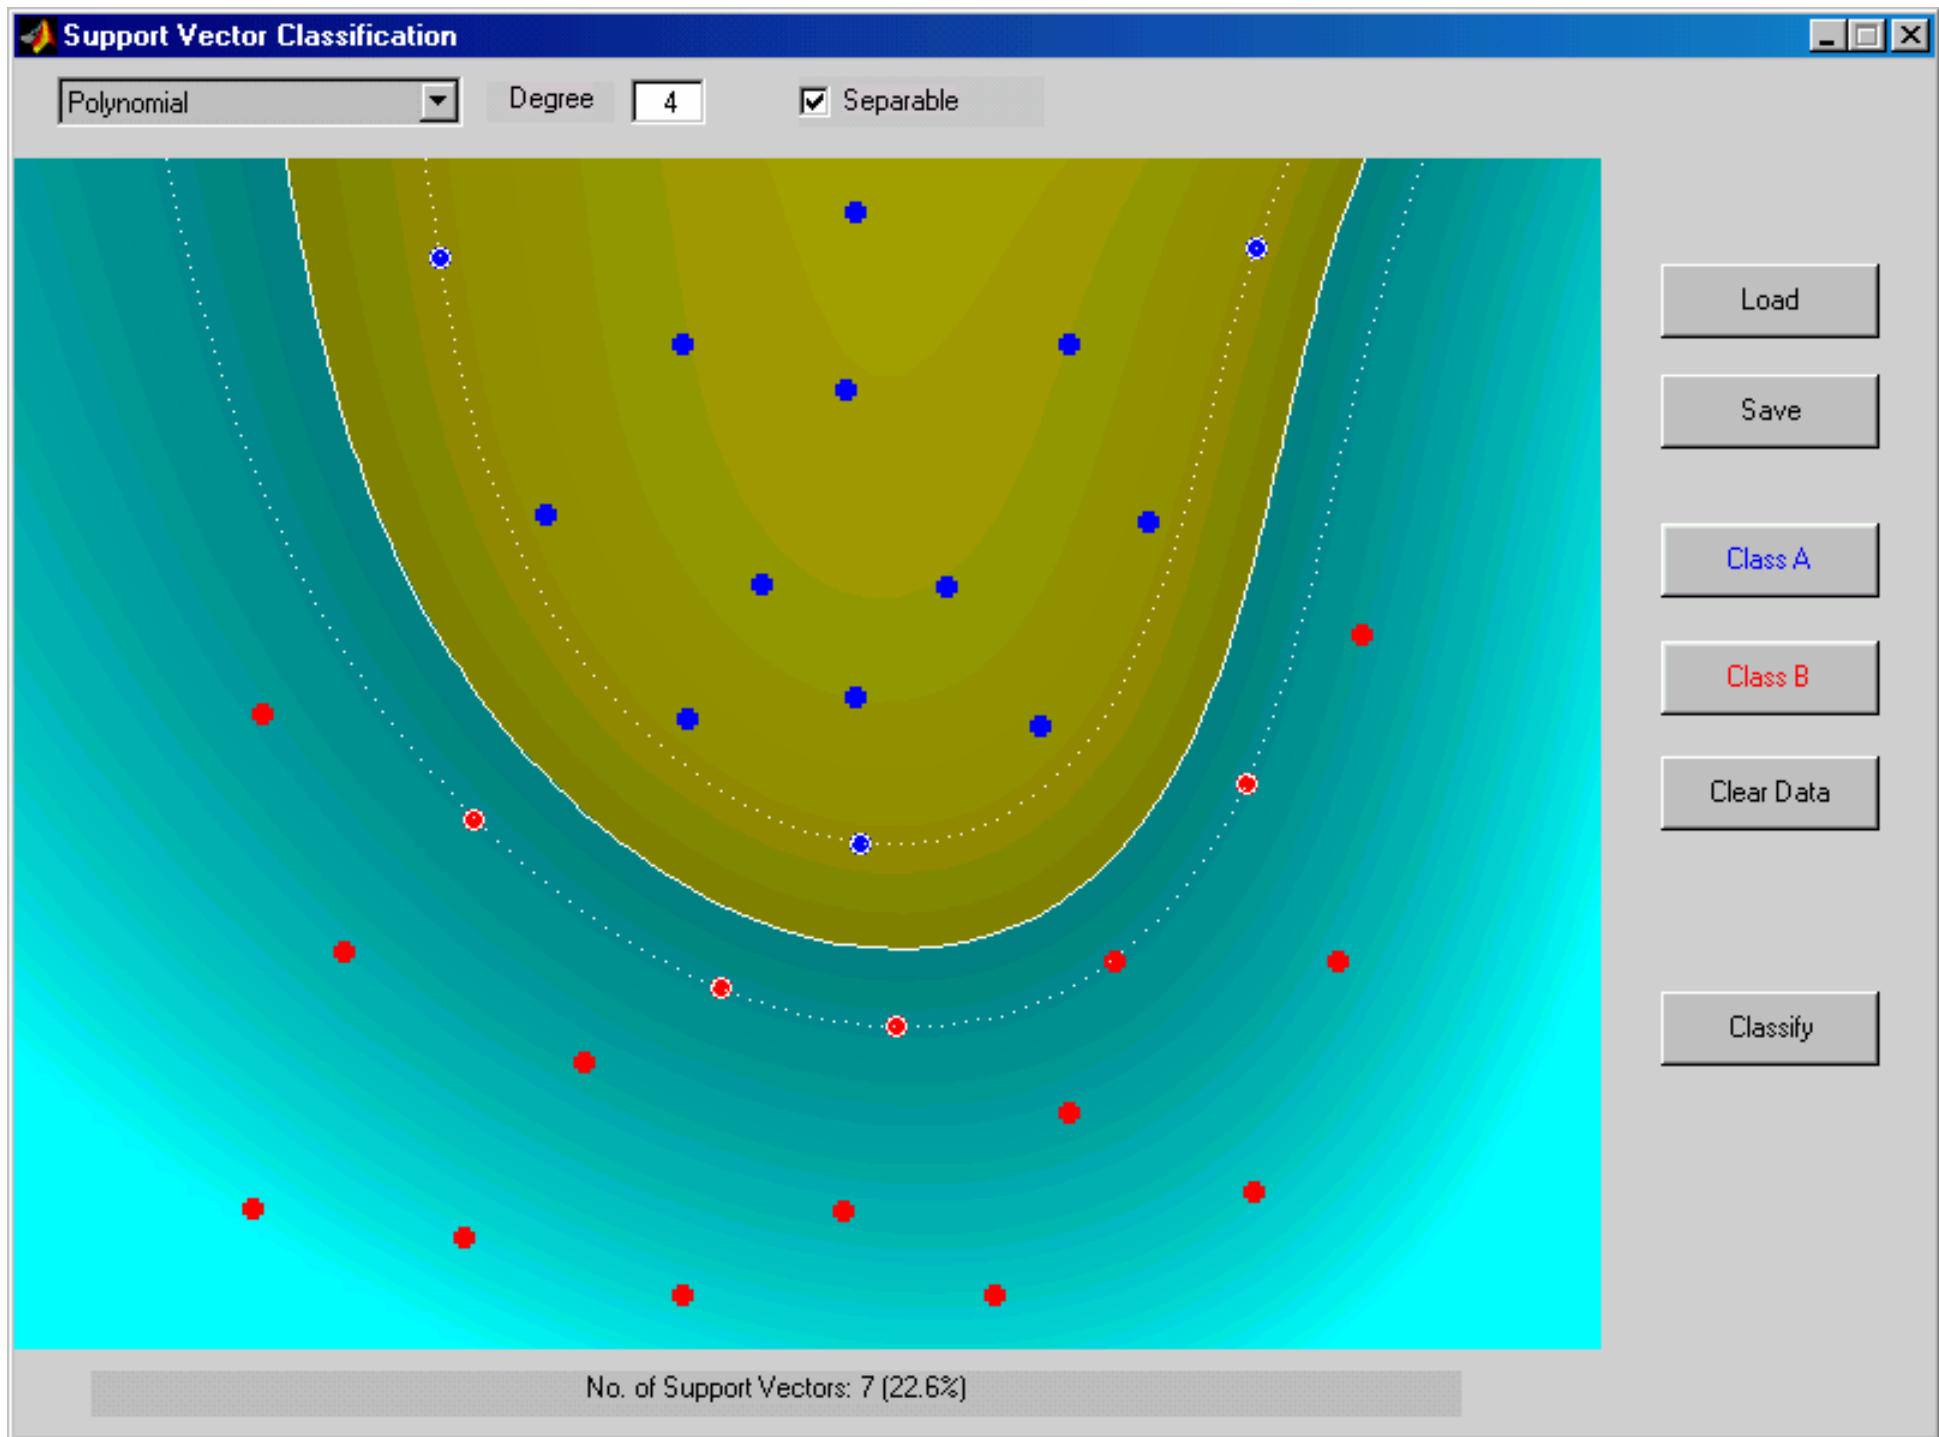 Support Vector Classification
Polynomial Degree 4 Separable
Load
Save
Class A
Class B
Clear Data
Classify
No. of Support Vectors: 7 (22.6%)